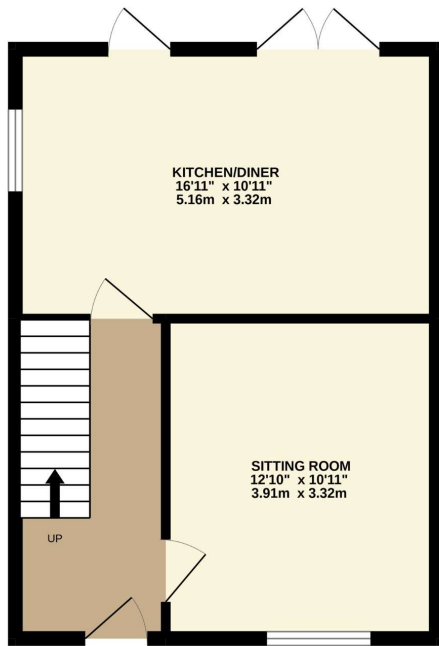 KITCHEN/DINER
16'11" x 10'11"
5.16m x 3.32m
SITTING ROOM
12'10" x 10'11"
3.91m x 3.32m
UP